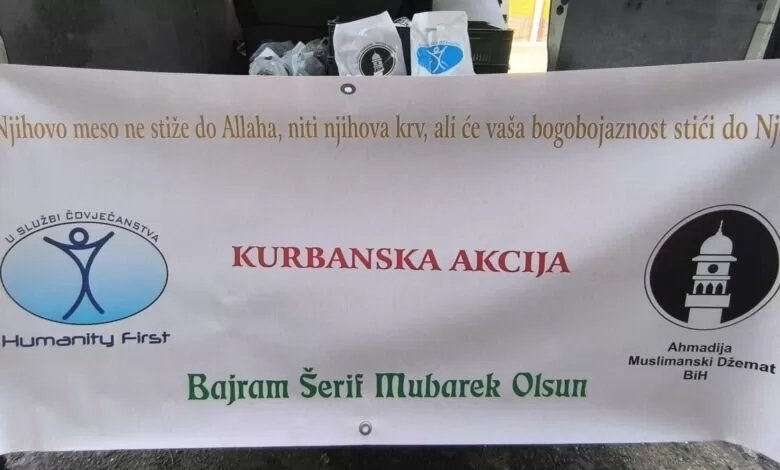 Njihovo meso ne stiže do Allaha, niti njihova krv, ali će vaša bogobojaznost stići do Nj
U SLUŽBI ČOVJEČANSTVA
Humanity First
KURBANSKA AKCIJA
Ahmadija
Muslimanski Džemat
BiH
Bajram Šerif Mubarek Olsun